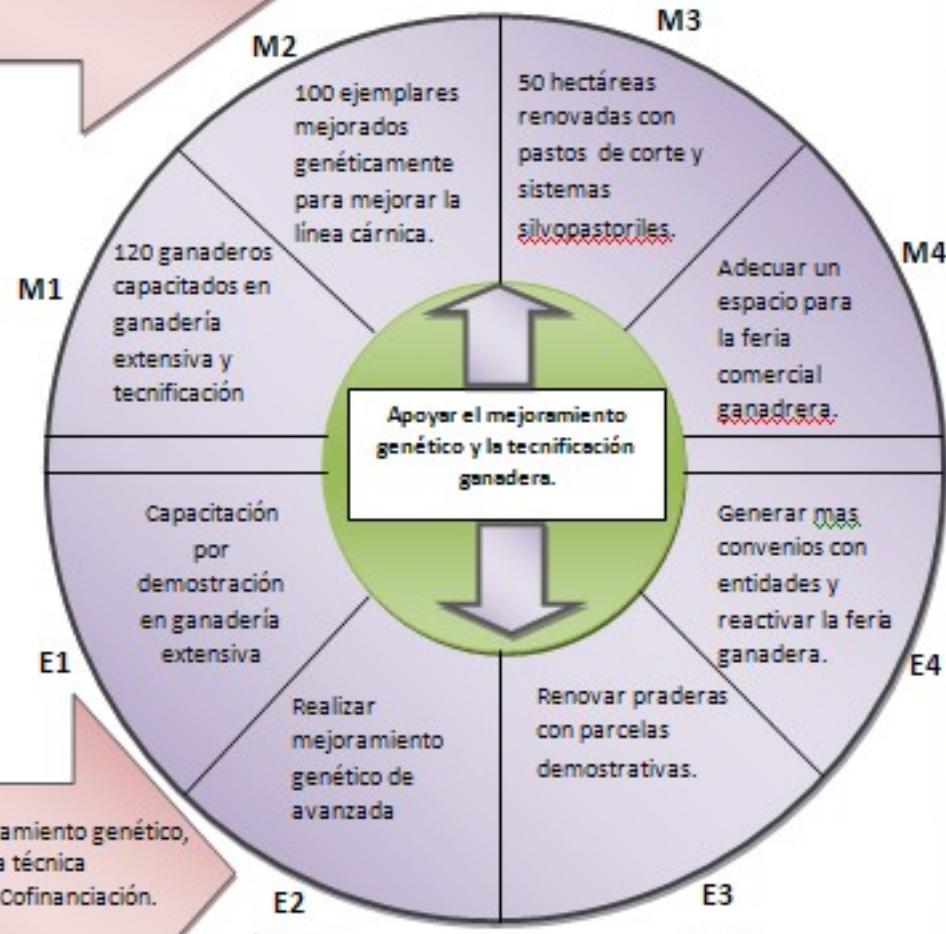 M2
M3
100 ejemplares
mejorados
genéticamente
para mejorar la
línea cárnica.
50 hectáreas
renovadas con
pastos de corte y
sistemas
silvopastoriles.
M1
120 ganaderos
capacitados en
ganadería
extensiva y
tecnificación
M4
Adecuar un
espacio para
la feria
comercial
ganadrera.
Apoyar el mejoramiento
genético y la tecnificación
ganadera.
E1
Capacitación
por
demostración
en ganadería
extensiva
Generar mas
convenios con
entidades y
reactivar la feria
ganadera.
E4
Realizar
mejoramiento
genético de
avanzada
Renovar praderas
con parcelas
demostrativas.
E2
E3
amiento genético,
a técnica
Cofinanciación.